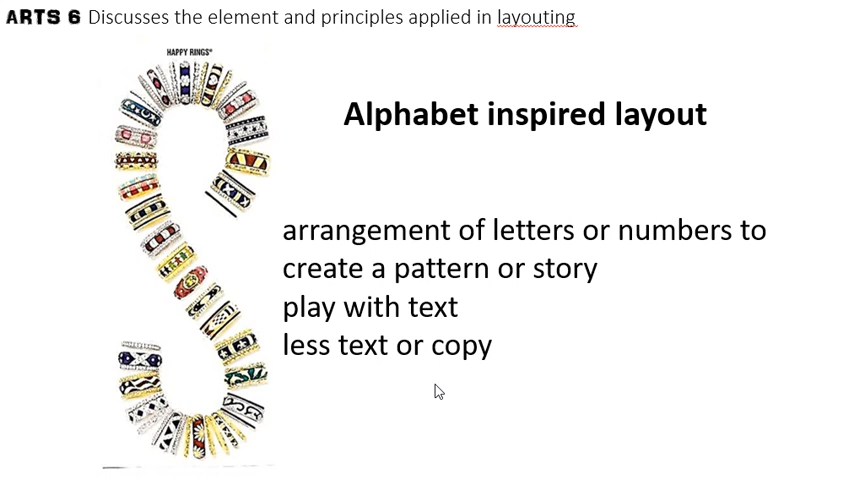 ARTS 6 Discusses the element and principles applied in layouting
HAPPY RINGS®
Alphabet inspired layout
arrangement of letters or numbers to
create a pattern or story
play with text
less text or copy